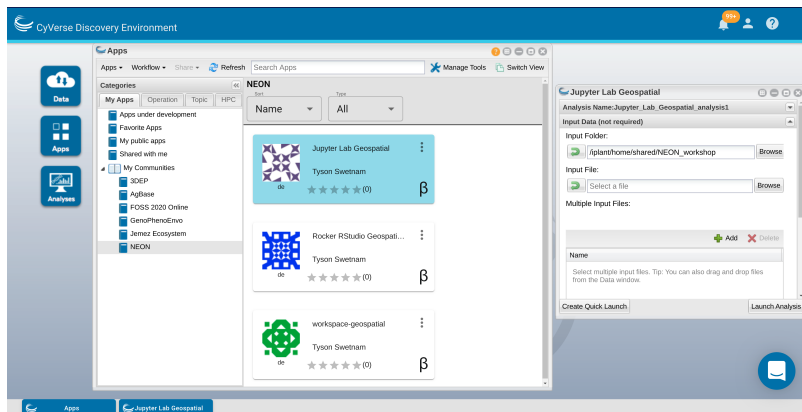 CyVerse Discovery Environment
99+
?
Data
Apps
Analyses
Apps
Apps
Workflow
Share
Refresh
Search Apps
Manage Tools
Switch View
Categories
My Apps
Operation
Topic
HPC
Apps under development
Favorite Apps
My public apps
Shared with me
My Communities
3DEP
AgBase
FOSS 2020 Online
GenoPhenoEnvo
Jemez Ecosystem
NEON
NEON
Sort
Name
Type
All
Jupyter Lab Geospatial
Tyson Swetnam
de
(0)
β
Rocker RStudio Geospati...
Tyson Swetnam
de
(0)
β
workspace-geospatial
Tyson Swetnam
de
(0)
β
Jupyter Lab Geospatial
Analysis Name:Jupyter_Lab_Geospatial_analysis1
Input Data (not required)
Input Folder:
/iplant/home/shared/NEON_workshop
Browse
Input File:
Select a file
Browse
Multiple Input Files:
Add
Delete
Name
Select multiple input files. Tip: You can also drag and drop files
from the Data window.
Create Quick Launch
Launch Analysis
Apps
Jupyter Lab Geospatial